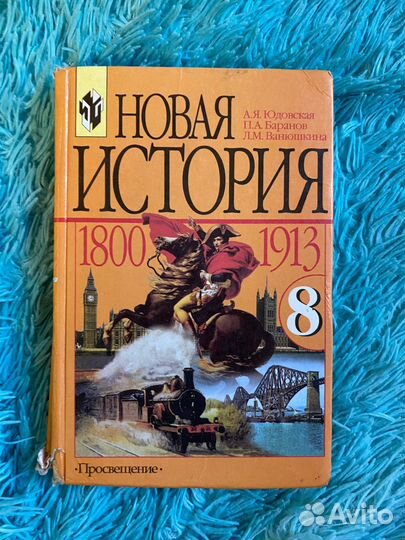 А.Я. Юдовская
П.А. Баранов
Л.М. Ванюшкина
НОВАЯ
ИСТОРИЯ
1800 1913
8
·Просвещение·
Avito